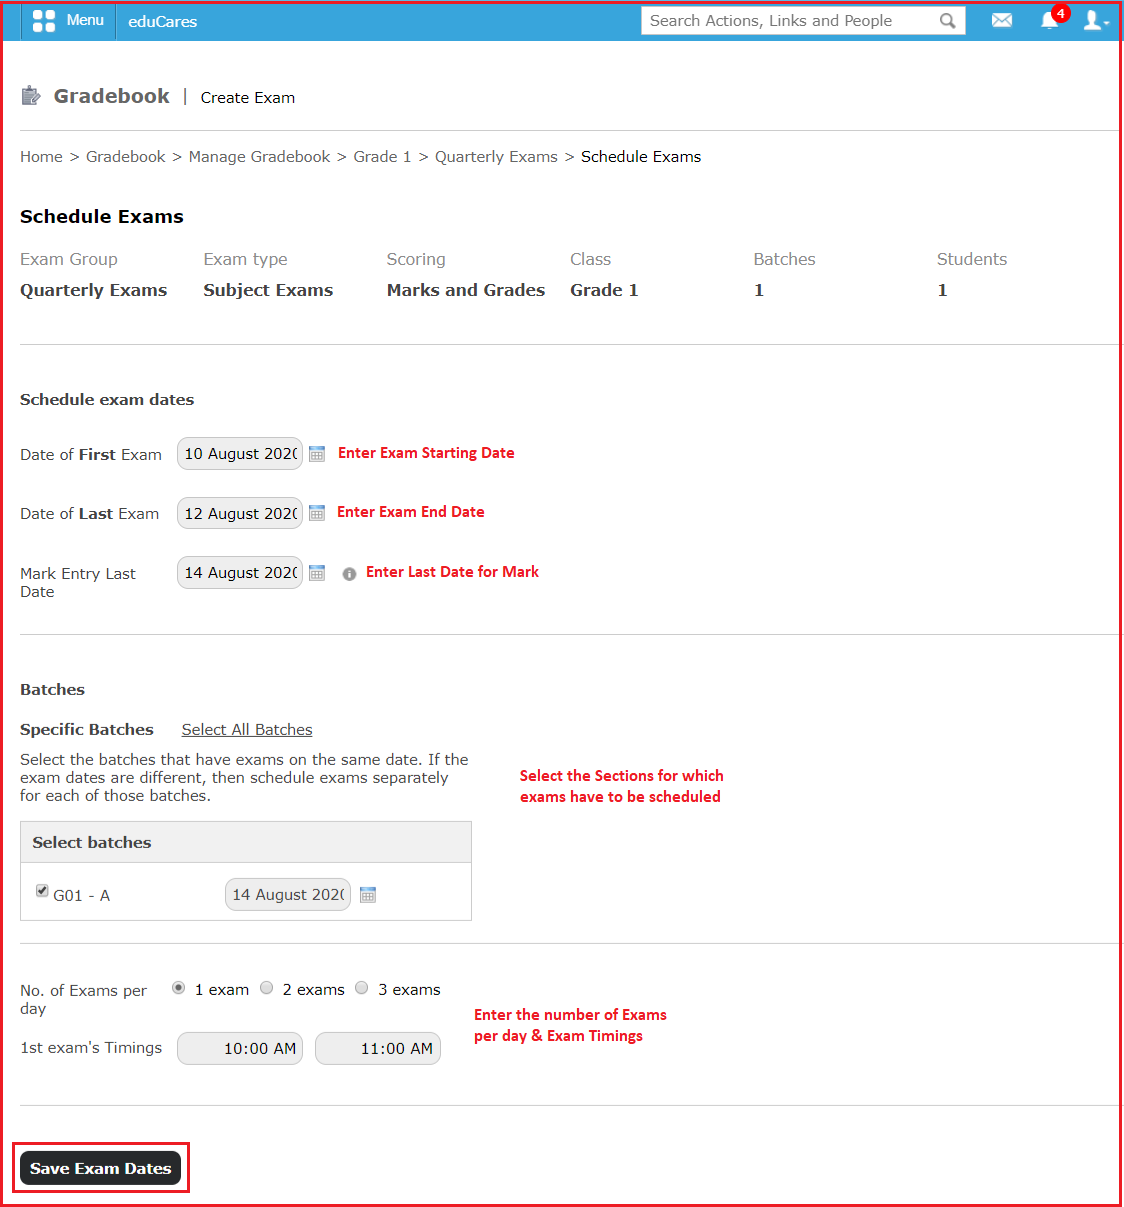 Menu eduCares Search Actions, Links and People 4
Gradebook | Create Exam
Home > Gradebook > Manage Gradebook > Grade 1 > Quarterly Exams > Schedule Exams
Schedule Exams
Exam Group Exam type Scoring Class Batches Students
Quarterly Exams Subject Exams Marks and Grades Grade 1 1 1
Schedule exam dates
Date of First Exam 10 August 2020 Enter Exam Starting Date
Date of Last Exam 12 August 2020 Enter Exam End Date
Mark Entry Last 14 August 2020 Enter Last Date for Mark
Date
Batches
Specific Batches Select All Batches
Select the batches that have exams on the same date. If the
exam dates are different, then schedule exams separately
for each of those batches.
Select the Sections for which
exams have to be scheduled
Select batches
G01 - A 14 August 2020
No. of Exams per 1 exam 2 exams 3 exams
day
Enter the number of Exams
per day & Exam Timings
1st exam's Timings 10:00 AM 11:00 AM
Save Exam Dates